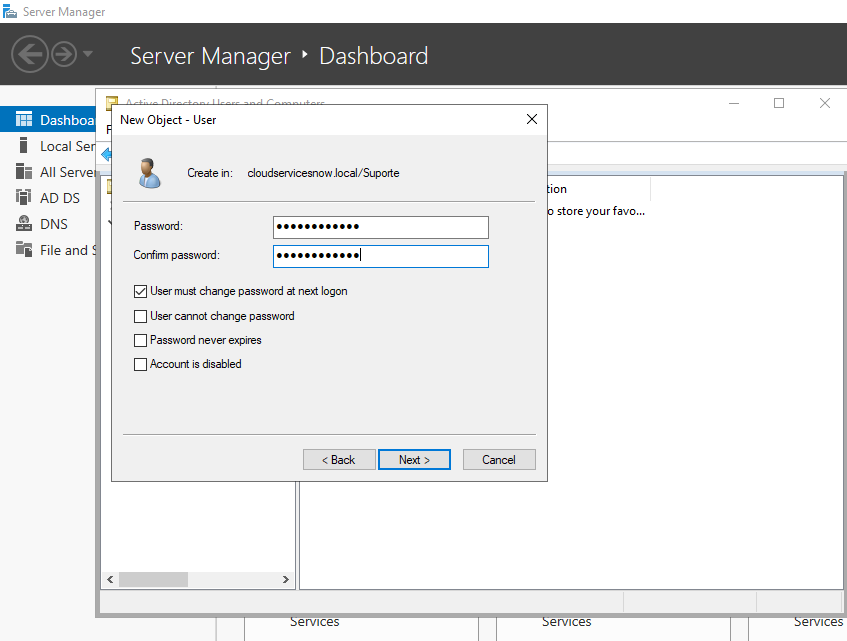 Server Manager
Server Manager ‣ Dashboard
Active Directory Users and Computers
Dashboa
Local Ser
All Server
AD DS
DNS
File and S
New Object - User
Create in: cloudservicesnow.local/Suporte
Password: ••••••••••••
Confirm password: ••••••••••••
User must change password at next logon
User cannot change password
Password never expires
Account is disabled
< Back Next > Cancel
tion
o store your favo...
Services Services Services